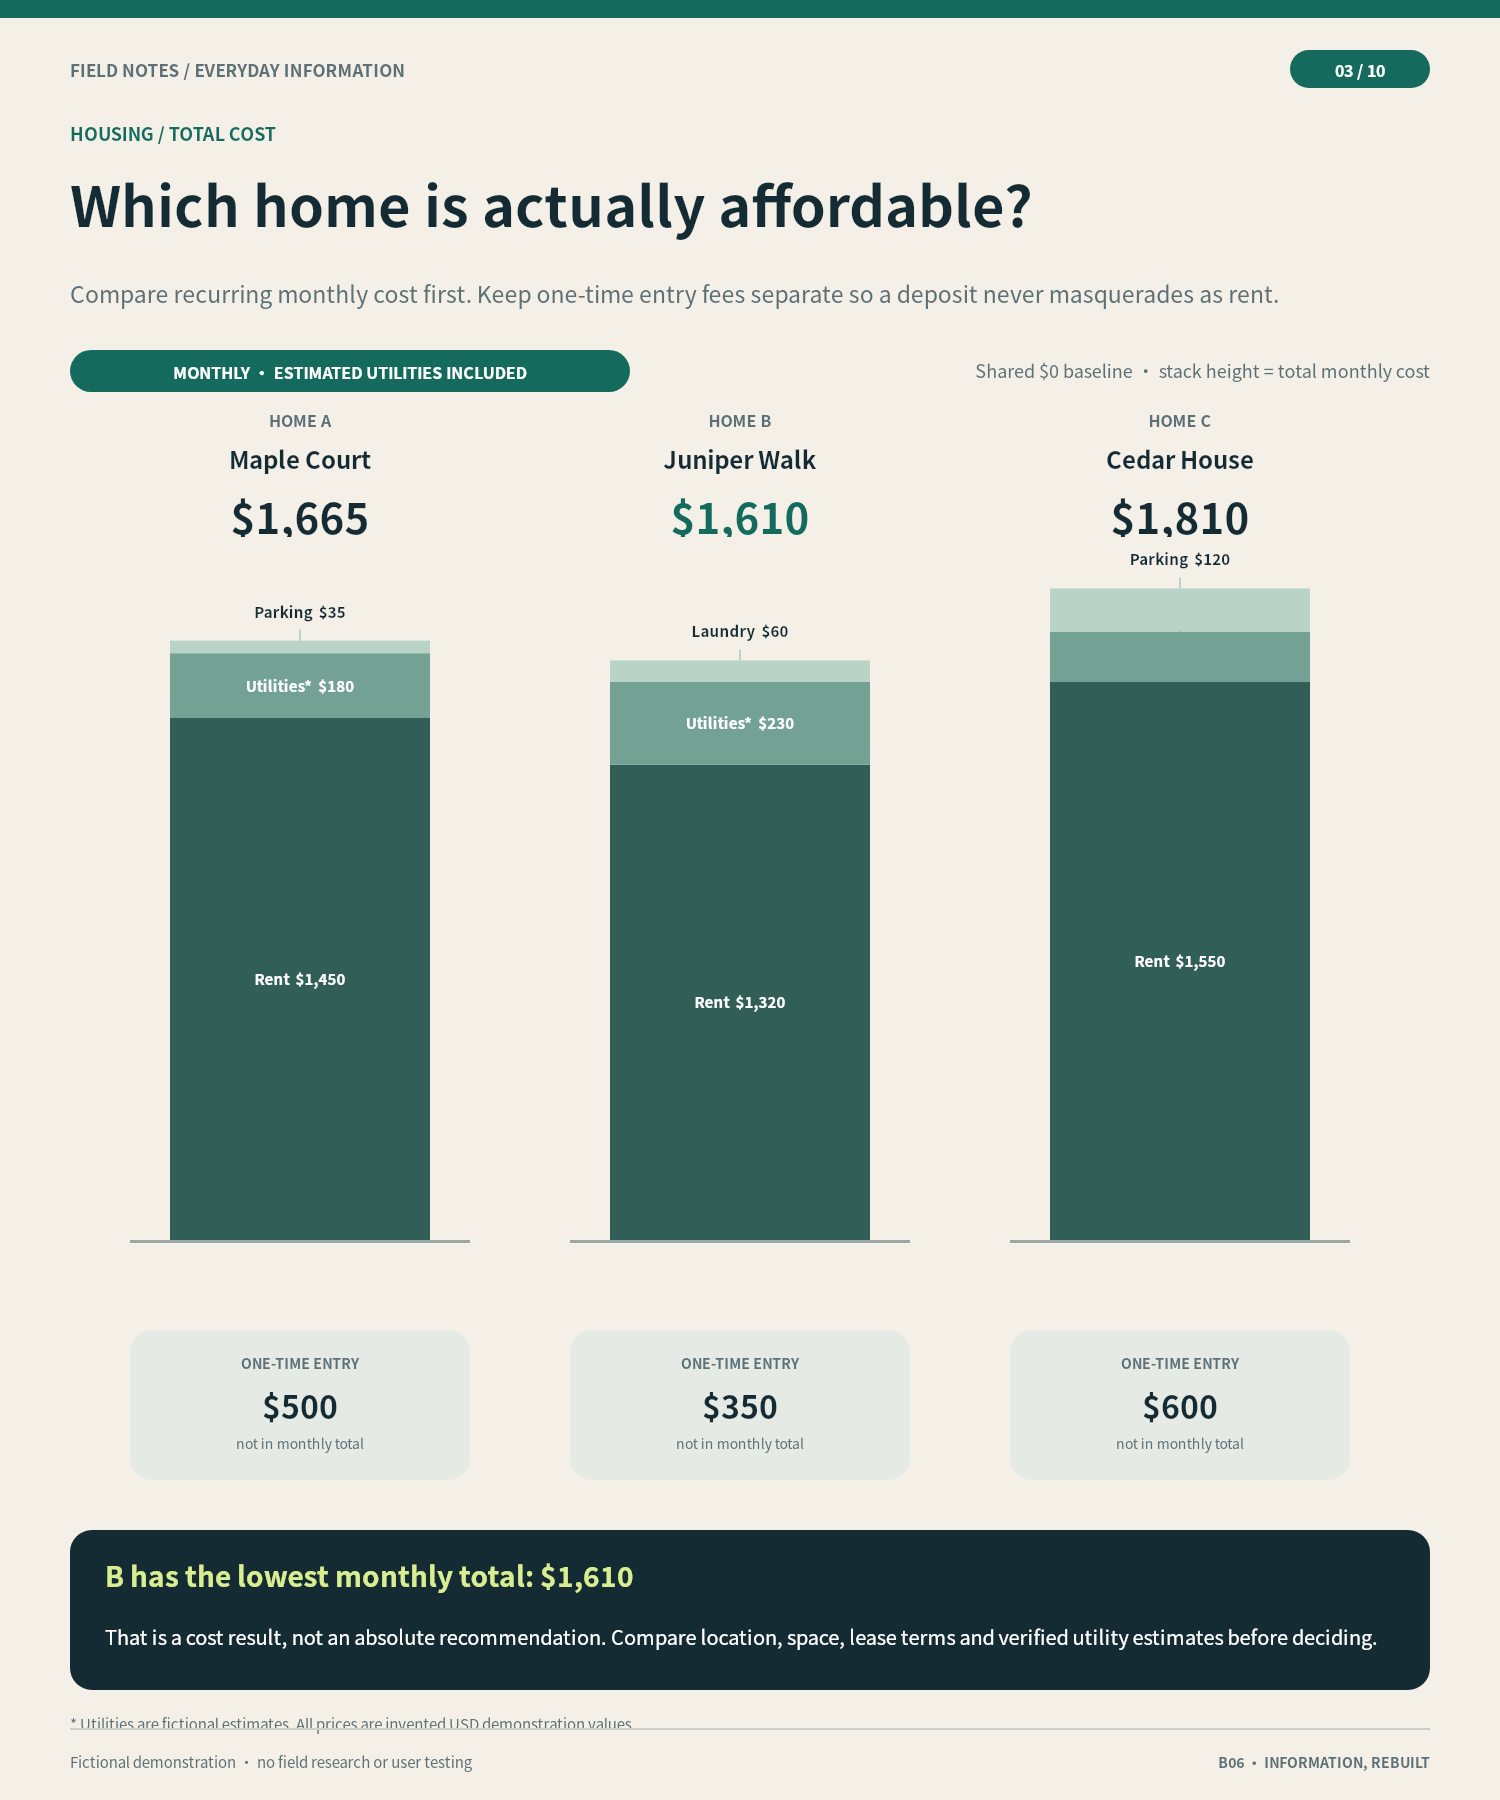 FIELD NOTES / EVERYDAY INFORMATION
03 / 10
HOUSING / TOTAL COST
Which home is actually affordable?
Compare recurring monthly cost first. Keep one-time entry fees separate so a deposit never masquerades as rent.
MONTHLY • ESTIMATED UTILITIES INCLUDED
Shared $0 baseline • stack height = total monthly cost
HOME A
Maple Court
$1,665
Parking $35
Utilities* $180
Rent $1,450
ONE-TIME ENTRY
$500
not in monthly total
HOME B
Juniper Walk
$1,610
Laundry $60
Utilities* $230
Rent $1,320
ONE-TIME ENTRY
$350
not in monthly total
HOME C
Cedar House
$1,810
Parking $120
Rent $1,550
ONE-TIME ENTRY
$600
not in monthly total
B has the lowest monthly total: $1,610
That is a cost result, not an absolute recommendation. Compare location, space, lease terms and verified utility estimates before deciding.
* Utilities are fictional estimates. All prices are invented USD demonstration values.
Fictional demonstration • no field research or user testing
B06 • INFORMATION, REBUILT